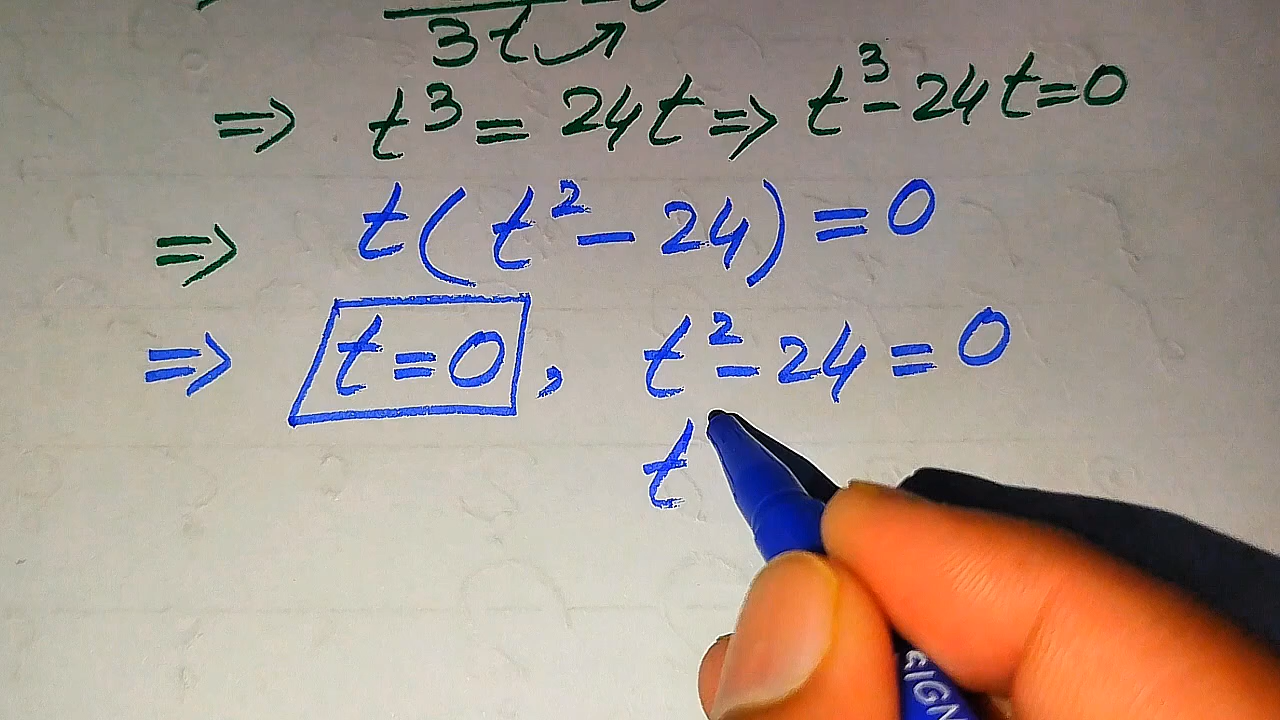 3t
⇒ t³ = 24t ⇒ t³ - 24t = 0
⇒ t(t² - 24) = 0
⇒ t = 0, t² - 24 = 0
t